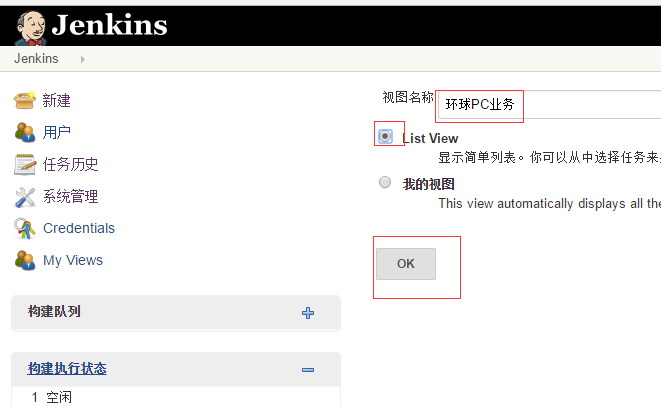 Jenkins
Jenkins
新建
用户
任务历史
系统管理
Credentials
My Views
构建队列
构建执行状态
1 空闲
视图名称 环球PC业务
List View
显示简单列表。你可以从中选择任务来
我的视图
This view automatically displays all the
OK